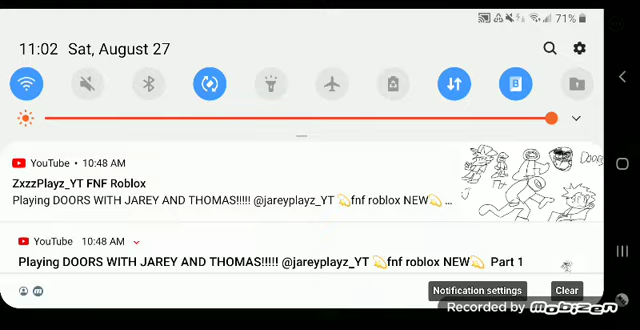 71%
11:02 Sat, August 27
B
YouTube • 10:48 AM
ZxzzPlayz_YT FNF Roblox
Playing DOORS WITH JAREY AND THOMAS!!!!! @jareyplayz_YT 💫fnf roblox NEW💫 ...
Doors
YouTube 10:48 AM
Playing DOORS WITH JAREY AND THOMAS!!!!! @jareyplayz_YT 💫fnf roblox NEW💫 Part 1
m
Notification settings
Clear
Recorded by Mobizen